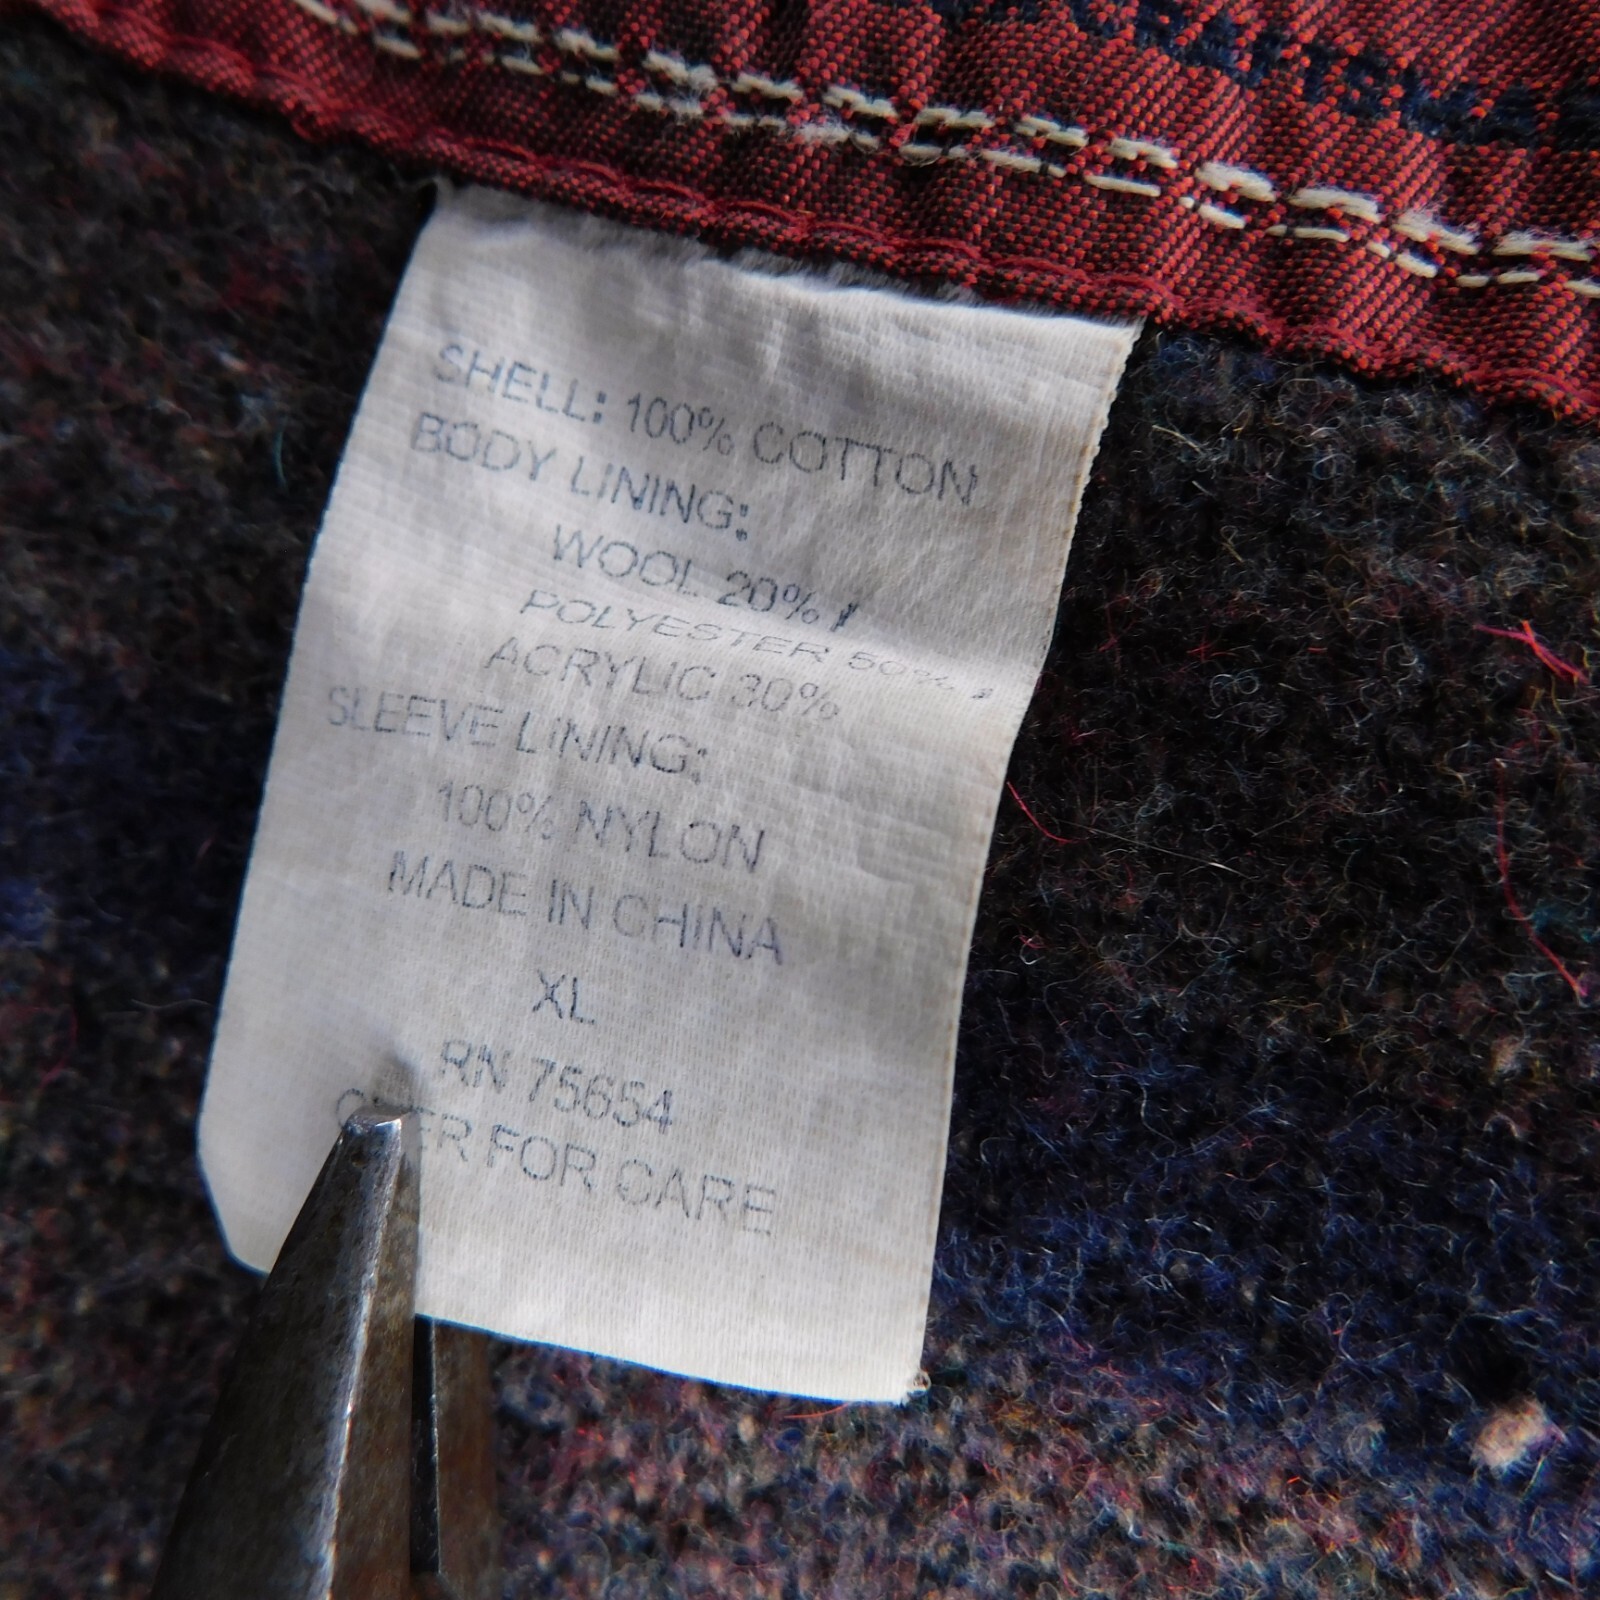 SHELL: 100% COTTON
BODY LINING:
WOOL 20%,
POLYESTER 50%,
ACRYLIC 30%
SLEEVE LINING:
100% NYLON
MADE IN CHINA
XL
RN 75654
OVER FOR CARE